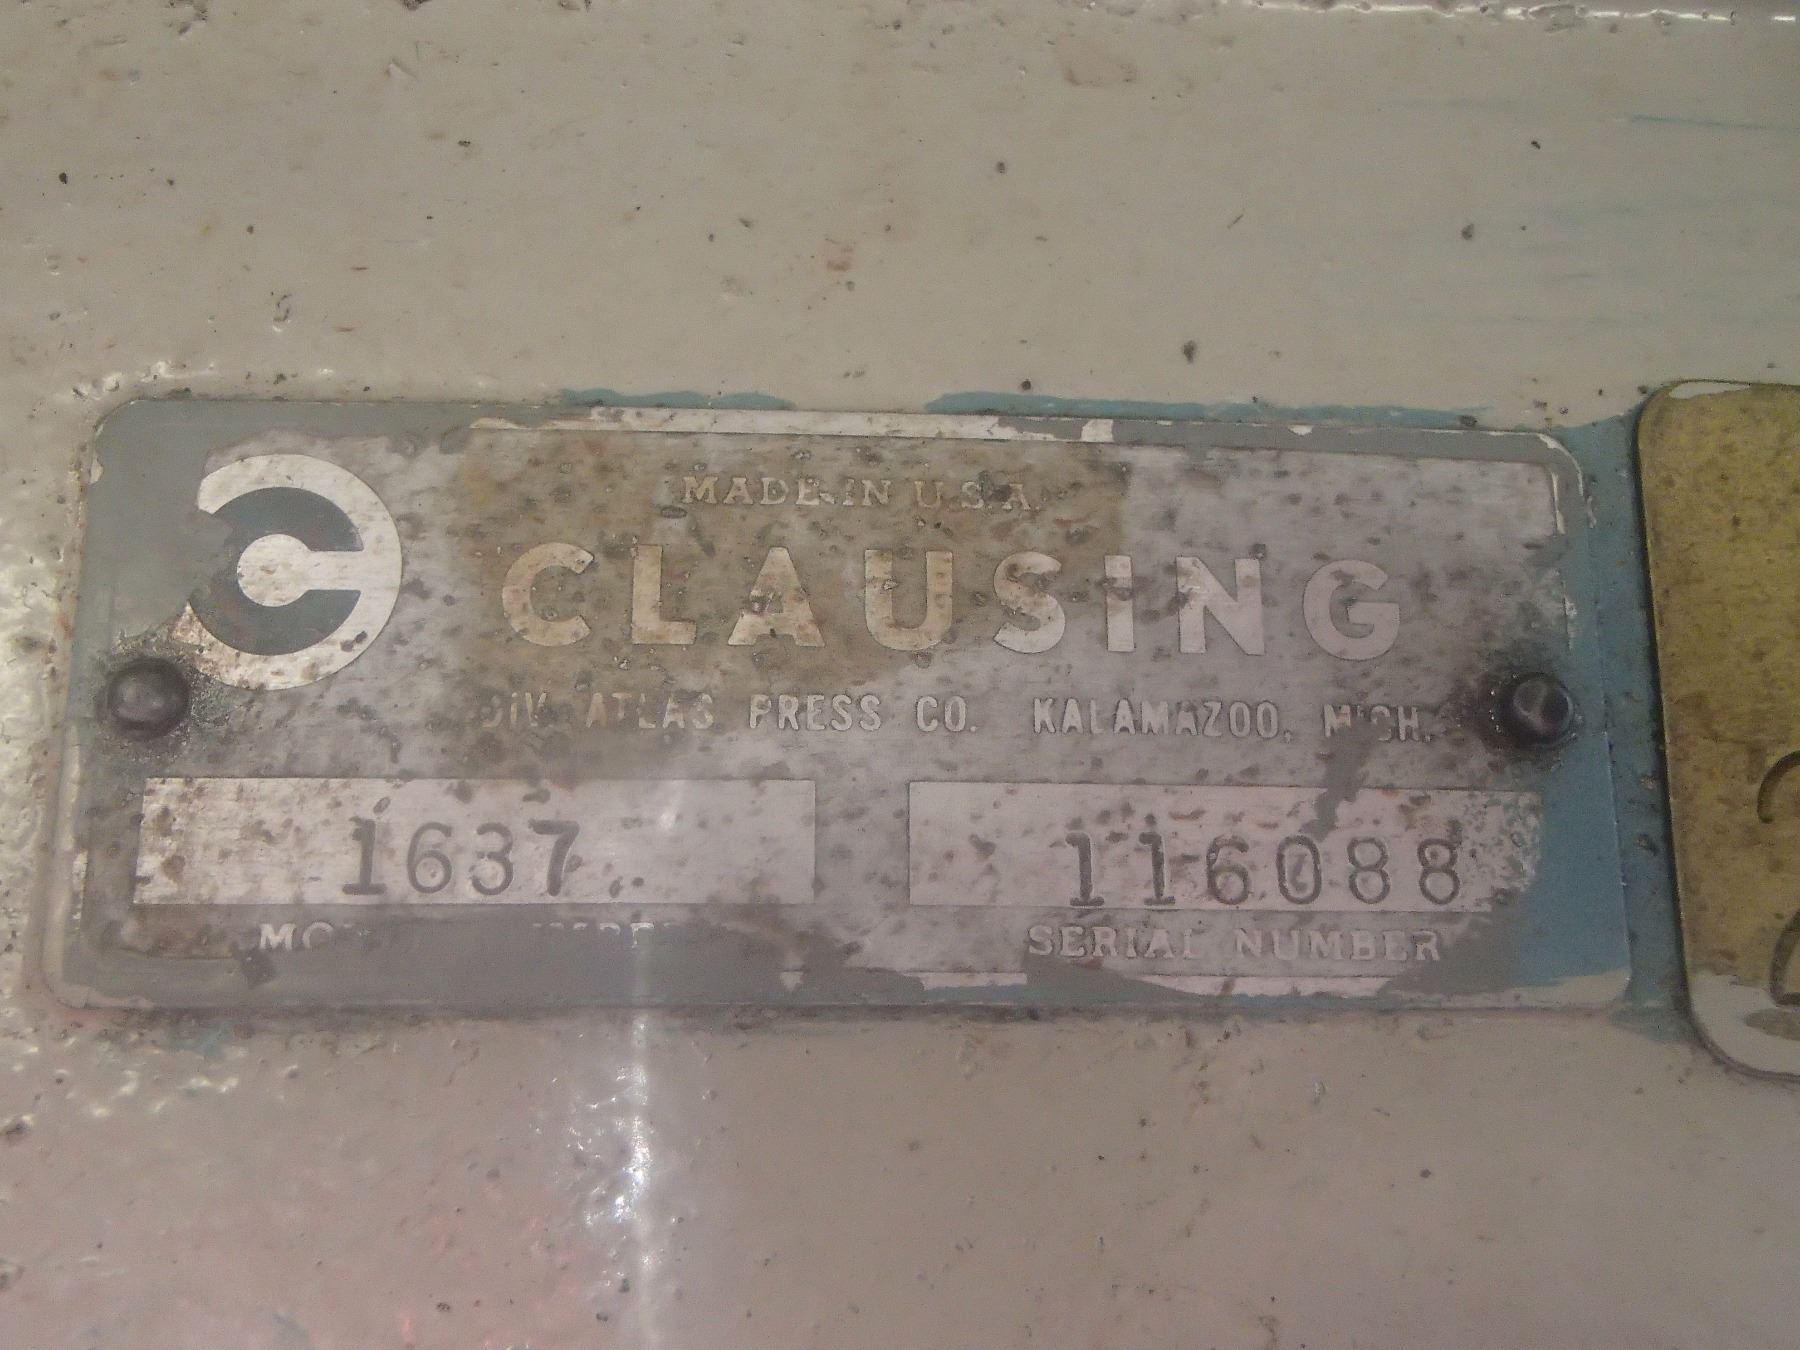 MADE IN U.S.A.
CLAUSING
DIV. ATLAS PRESS CO. KALAMAZOO, MICH.
1637 116088
SERIAL NUMBER